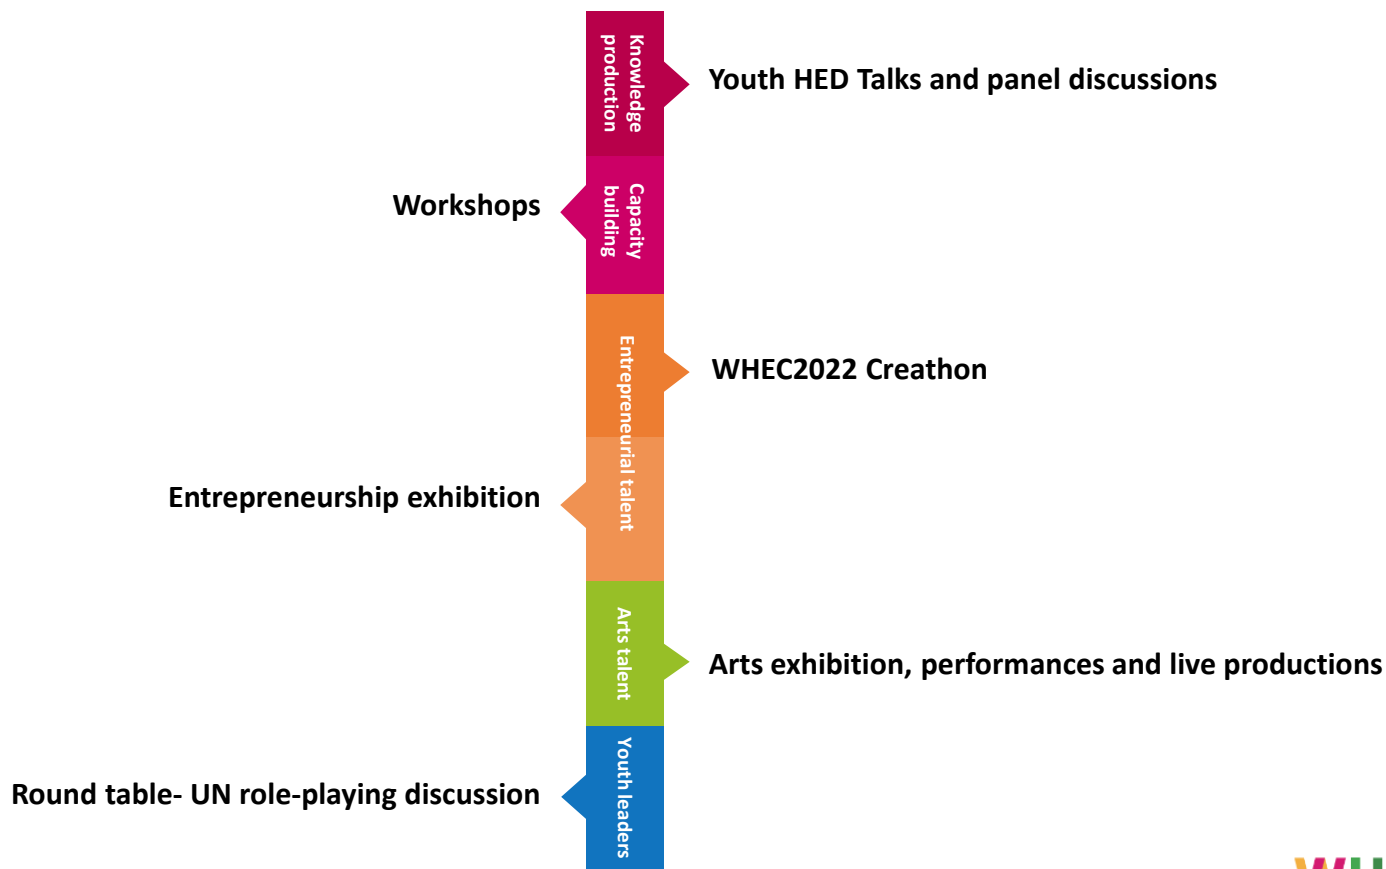 Knowledge
production
Youth HED Talks and panel discussions
Capacity
building
Workshops
Entrepreneurial talent
WHEC2022 Creathon
Entrepreneurship exhibition
Arts talent
Arts exhibition, performances and live productions
Youth leaders
Round table- UN role-playing discussion